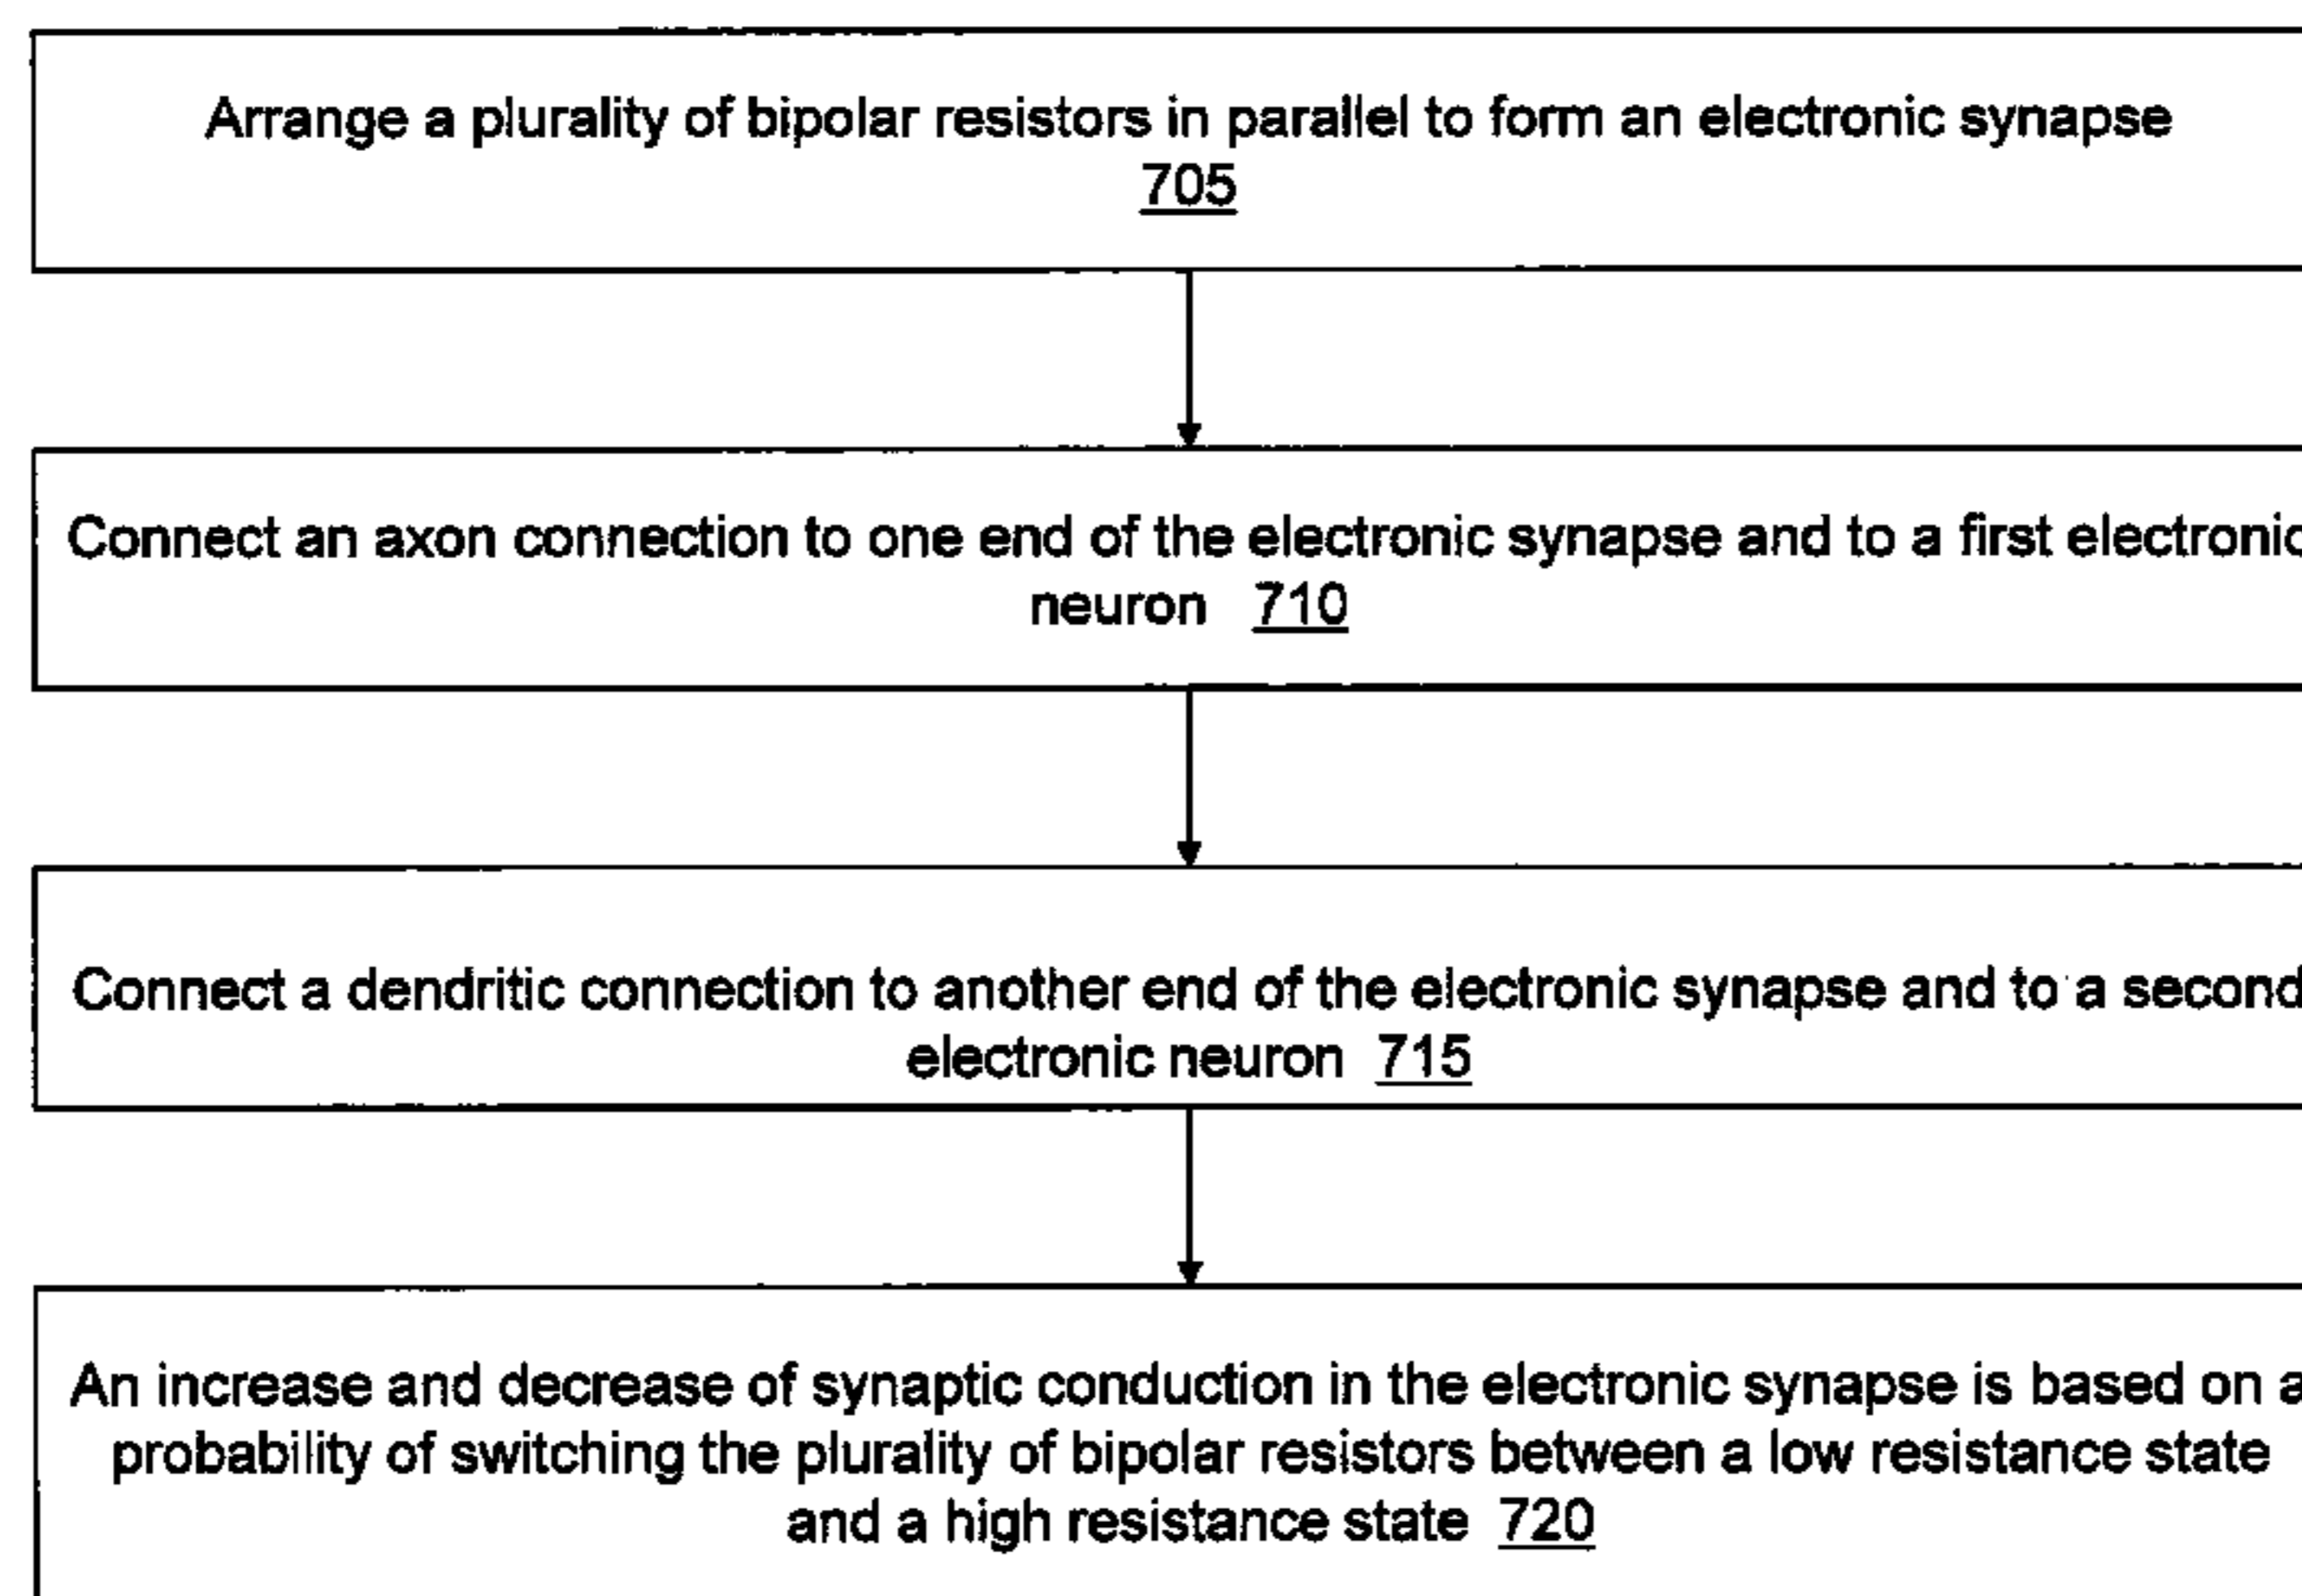 Arrange a plurality of bipolar resistors in parallel to form an electronic synapse
705
Connect an axon connection to one end of the electronic synapse and to a first electronic
neuron 710
Connect a dendritic connection to another end of the electronic synapse and to a second
electronic neuron 715
An increase and decrease of synaptic conduction in the electronic synapse is based on a
probability of switching the plurality of bipolar resistors between a low resistance state
and a high resistance state 720